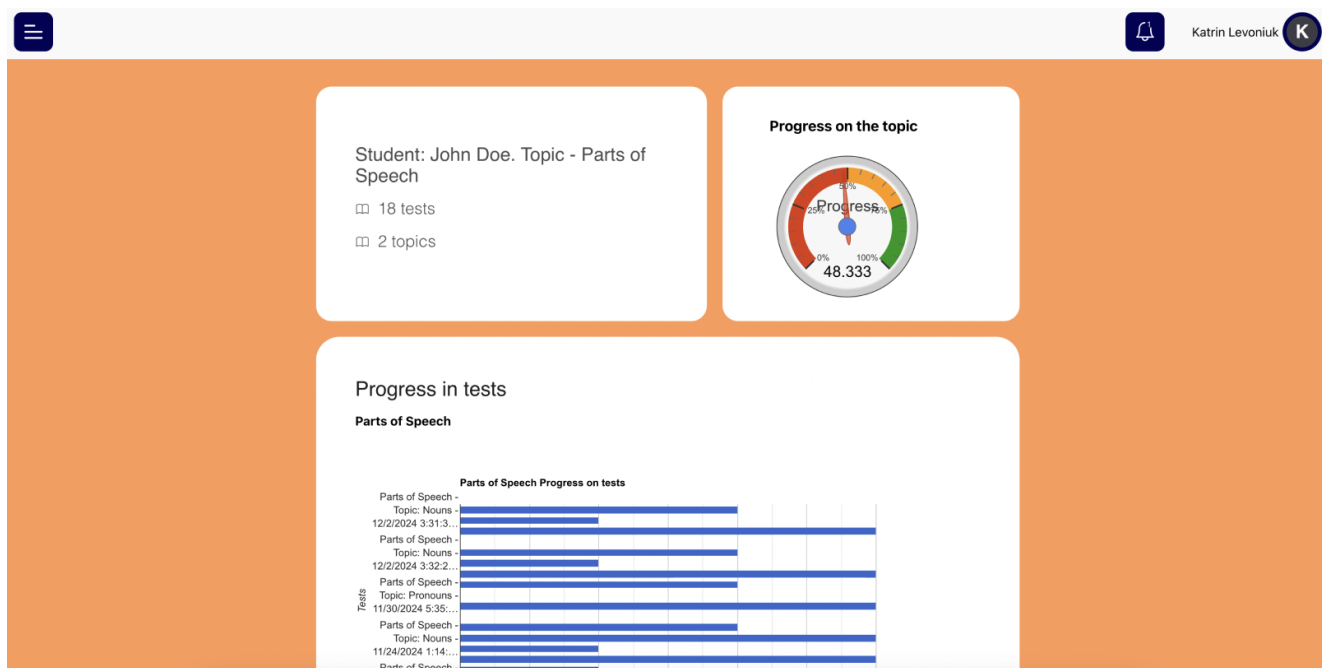 Katrin Levoniuk K
Student: John Doe. Topic - Parts of
Speech
18 tests
2 topics
Progress on the topic
50%
Progress
25% 75%
0% 100%
48.333
Progress in tests
Parts of Speech
Parts of Speech Progress on tests
Parts of Speech -
Topic: Nouns -
12/2/2024 3:31:3...
Parts of Speech -
Topic: Nouns -
12/2/2024 3:32:2...
Parts of Speech -
Topic: Pronouns -
11/30/2024 5:35:...
Parts of Speech -
Topic: Nouns -
11/24/2024 1:14:...
Parts of Speech -
Tests